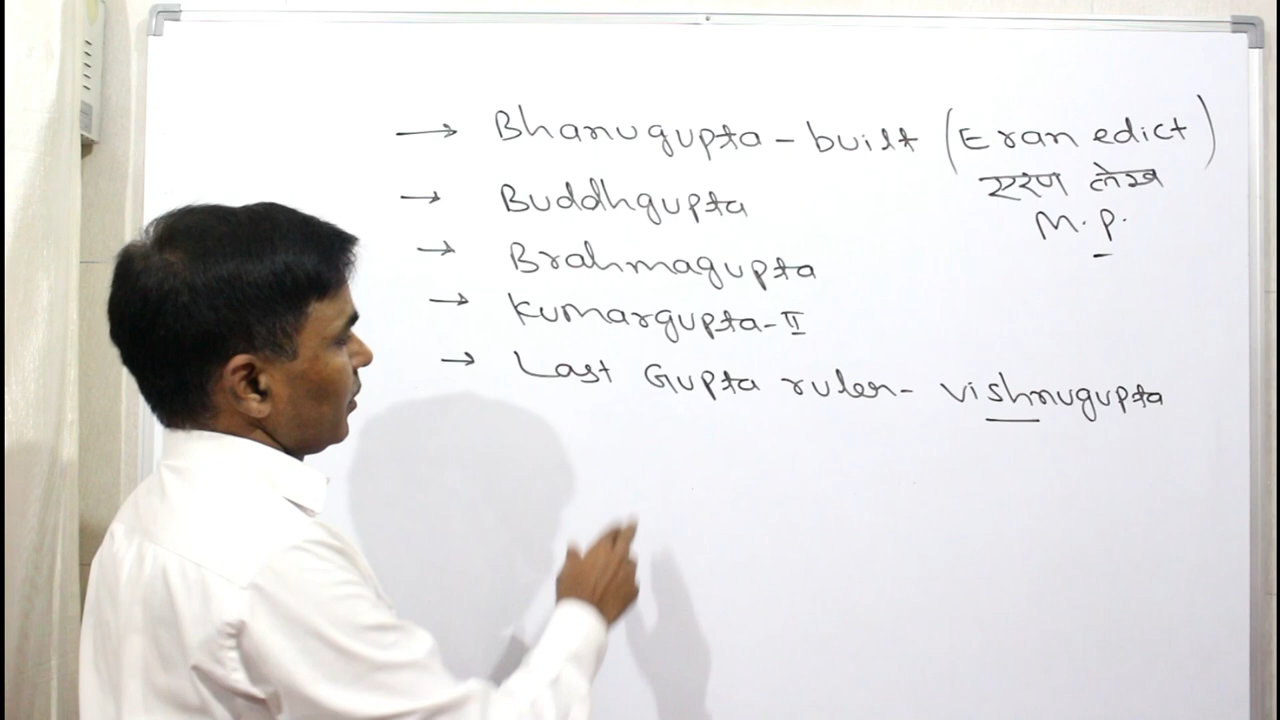 → Bhanugupta - built (Eran edict)
एरण लेख
M.P.
→ Buddhgupta
→ Brahmagupta
→ Kumargupta-II
→ Last Gupta ruler- Vishnugupta